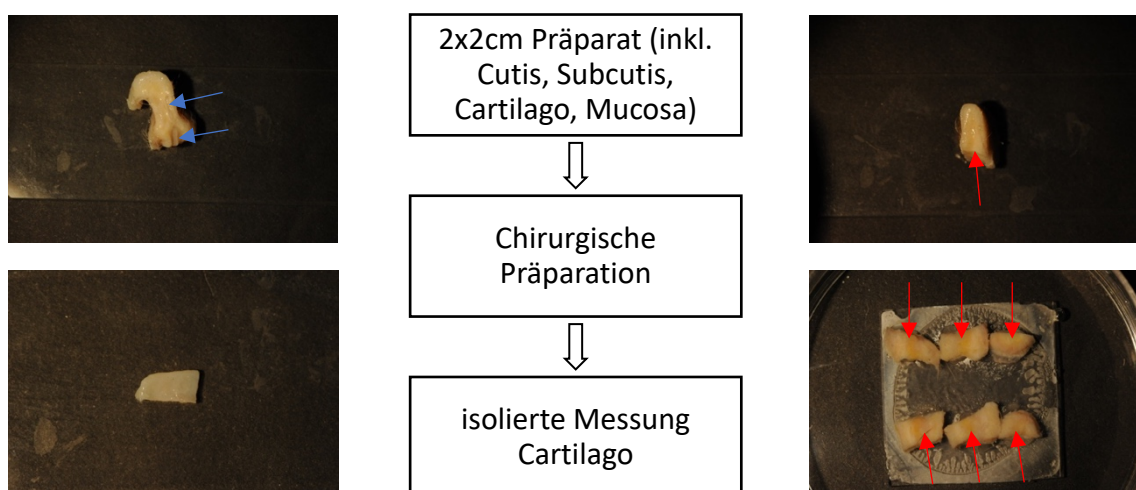 2x2cm Präparat (inkl.
Cutis, Subcutis,
Cartilago, Mucosa)
Chirurgische
Präparation
isolierte Messung
Cartilago